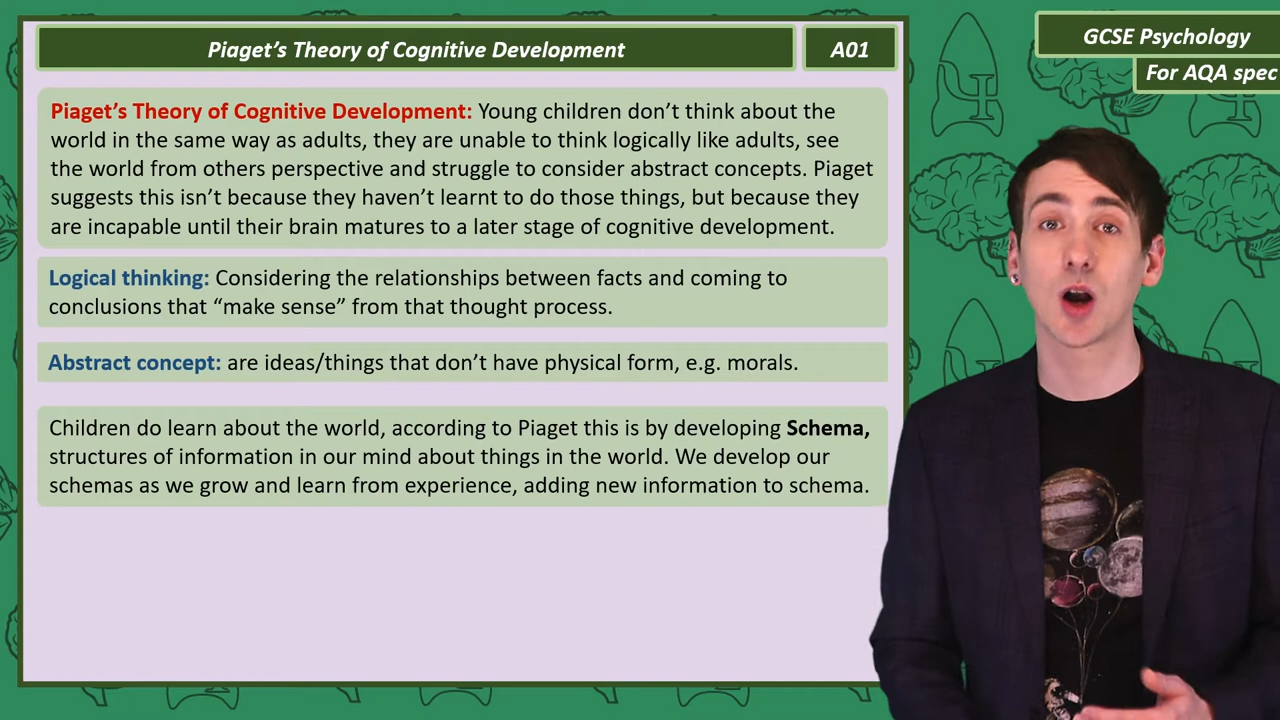 Piaget’s Theory of Cognitive Development
A01
GCSE Psychology
For AQA spec
Piaget’s Theory of Cognitive Development: Young children don’t think about the
world in the same way as adults, they are unable to think logically like adults, see
the world from others perspective and struggle to consider abstract concepts. Piaget
suggests this isn’t because they haven’t learnt to do those things, but because they
are incapable until their brain matures to a later stage of cognitive development.
Logical thinking: Considering the relationships between facts and coming to
conclusions that “make sense” from that thought process.
Abstract concept: are ideas/things that don’t have physical form, e.g. morals.
Children do learn about the world, according to Piaget this is by developing Schema,
structures of information in our mind about things in the world. We develop our
schemas as we grow and learn from experience, adding new information to schema.